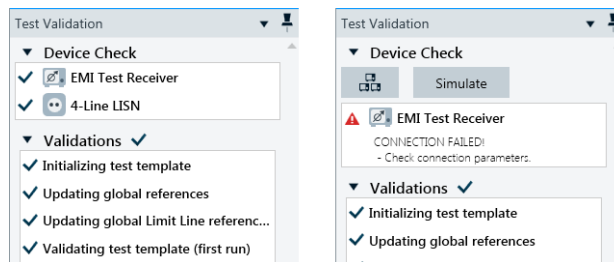 Test Validation
Device Check
EMI Test Receiver
4-Line LISN
Validations
Initializing test template
Updating global references
Updating global Limit Line referenc...
Validating test template (first run)
Test Validation
Device Check
Simulate
EMI Test Receiver
CONNECTION FAILED!
- Check connection parameters.
Validations
Initializing test template
Updating global references